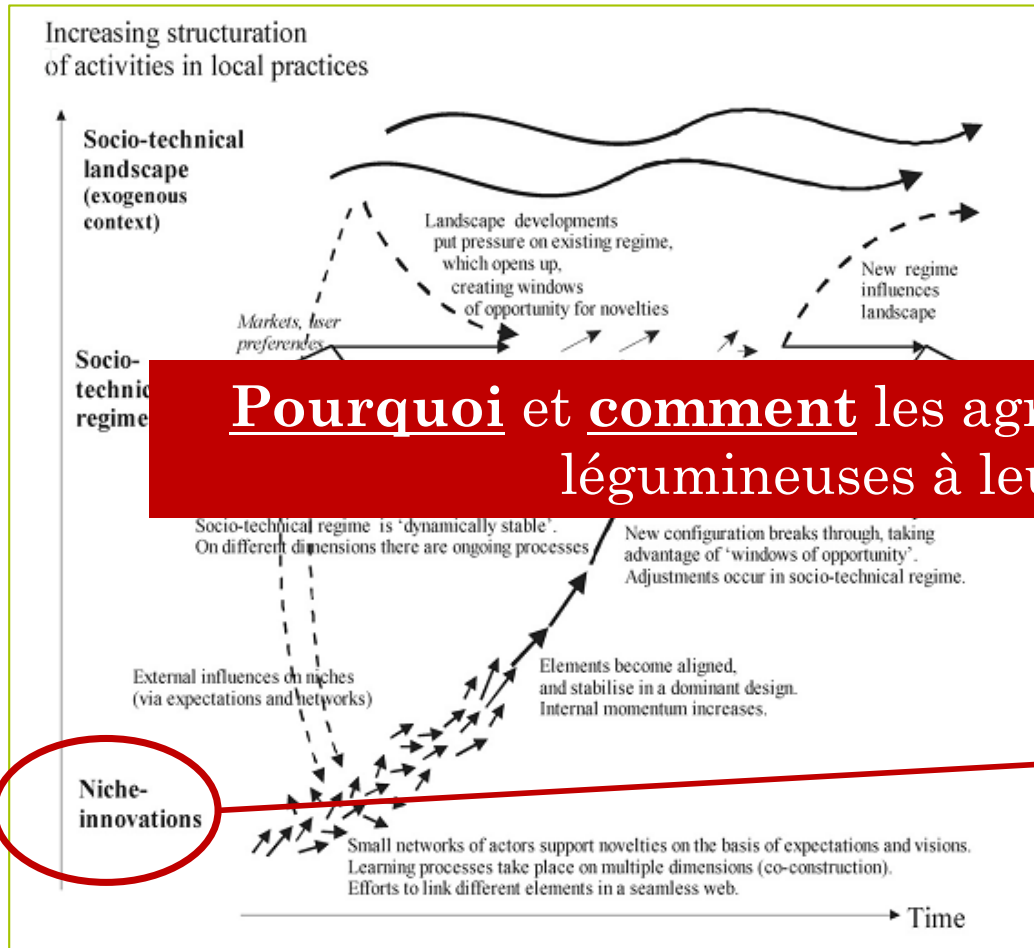 Increasing structuration
of activities in local practices
Socio-technical
landscape
(exogenous
context)
Landscape developments
put pressure on existing regime,
which opens up,
creating windows
of opportunity for novelties
New regime
influences
landscape
Markets, user
preferences
Socio-
technic
regime
Pourquoi et comment les agr
légumineuses à leu
Socio-technical regime is ‘dynamically stable’.
On different dimensions there are ongoing processes
New configuration breaks through, taking
advantage of ‘windows of opportunity’.
Adjustments occur in socio-technical regime.
External influences on niches
(via expectations and networks)
Elements become aligned,
and stabilise in a dominant design.
Internal momentum increases.
Niche-
innovations
Small networks of actors support novelties on the basis of expectations and visions.
Learning processes take place on multiple dimensions (co-construction).
Efforts to link different elements in a seamless web.
Time